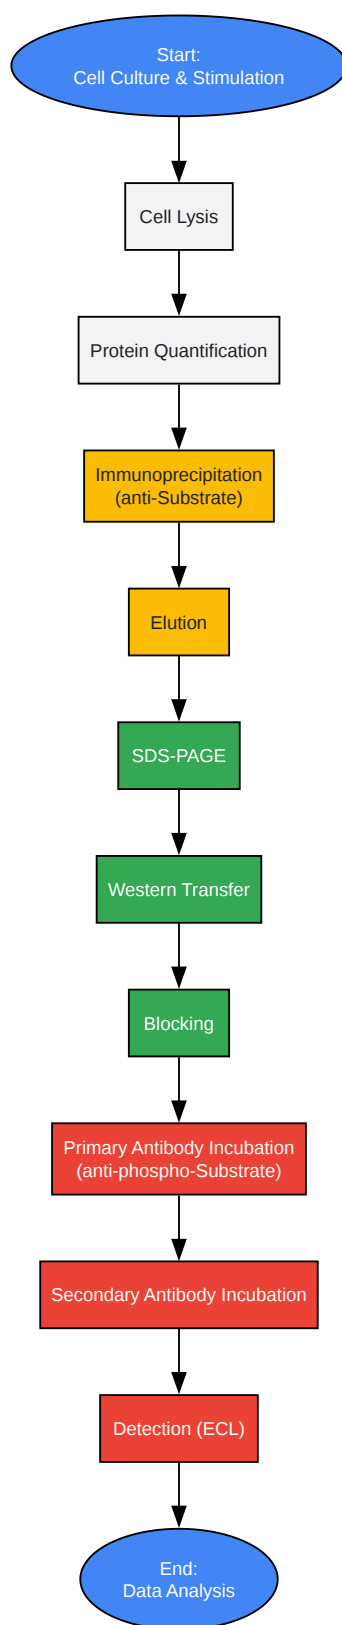 Start:
Cell Culture & Stimulation
Cell Lysis
Protein Quantification
Immunoprecipitation
(anti-Substrate)
Elution
SDS-PAGE
Western Transfer
Blocking
Primary Antibody Incubation
(anti-phospho-Substrate)
Secondary Antibody Incubation
Detection (ECL)
End:
Data Analysis